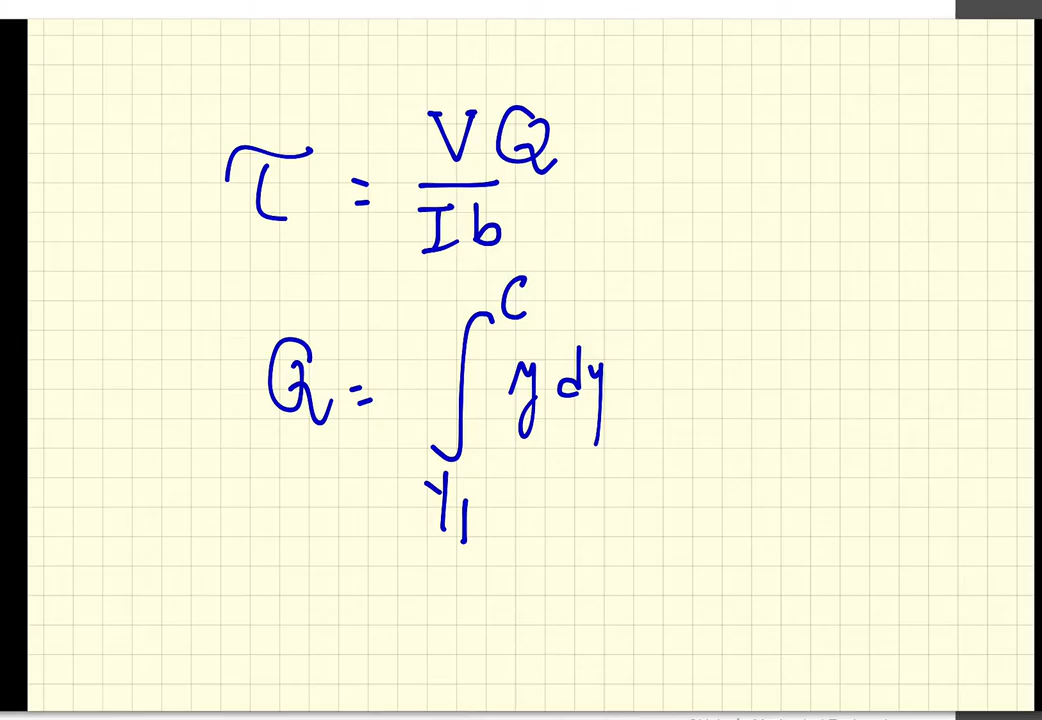 τ = VQ / Ib
Q = ∫_{y₁}^{C} y dy